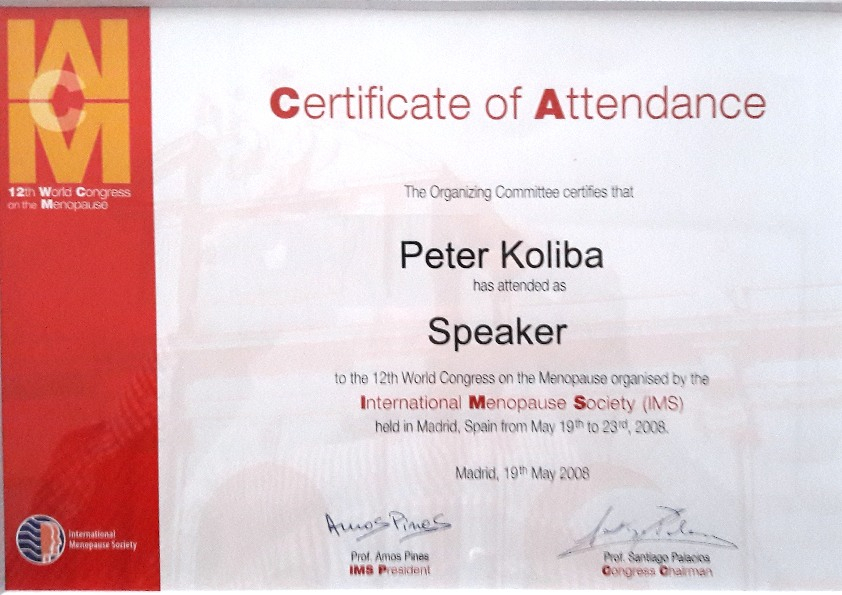 WCM
12th World Congress
on the Menopause
Certificate of Attendance
The Organizing Committee certifies that
Peter Koliba
has attended as
Speaker
to the 12th World Congress on the Menopause organised by the
International Menopause Society (IMS)
held in Madrid, Spain from May 19th to 23rd, 2008.
Madrid, 19th May 2008
Amos Pines
Prof. Amos Pines
IMS President
Prof. Santiago Palacios
Congress Chairman
International
Menopause Society